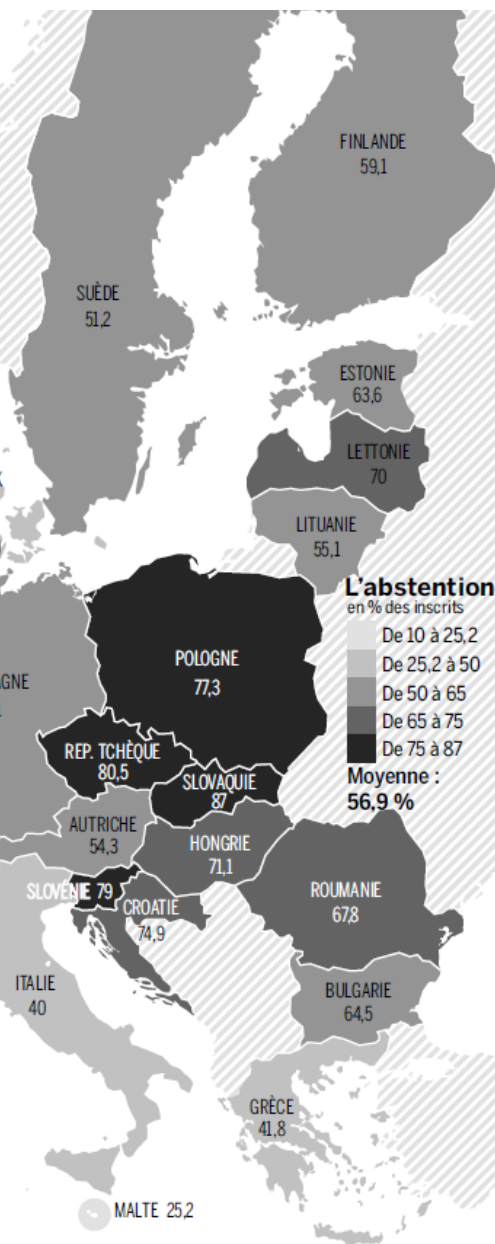 FINLANDE
59,1
SUÈDE
51,2
ESTONIE
63,6
LETTONIE
70
LITUANIE
55,1
L'abstention
en % des inscrits
De 10 à 25,2
De 25,2 à 50
De 50 à 65
De 65 à 75
De 75 à 87
Moyenne :
56,9 %
POLOGNE
77,3
AGNE
REP. TCHÈQUE
80,5
SLOVAQUIE
87
AUTRICHE
54,3
HONGRIE
71,1
SLOVÉNIE 79
CROATIE
74,9
ROUMANIE
67,8
ITALIE
40
BULGARIE
64,5
GRÈCE
41,8
MALTE 25,2